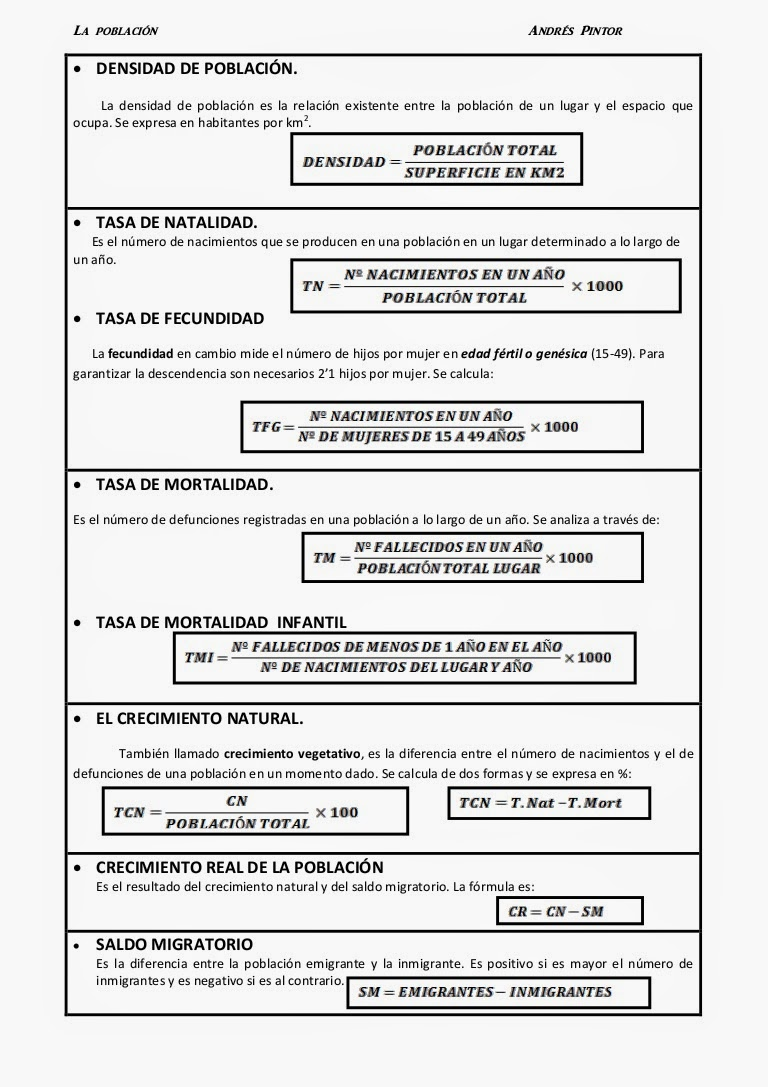 LA POBLACIÓN ANDRÉS PINTOR
• DENSIDAD DE POBLACIÓN.
La densidad de población es la relación existente entre la población de un lugar y el espacio que
ocupa. Se expresa en habitantes por km².
DENSIDAD = POBLACIÓN TOTAL / SUPERFICIE EN KM2
• TASA DE NATALIDAD.
Es el número de nacimientos que se producen en una población en un lugar determinado a lo largo de
un año.
TN = Nº NACIMIENTOS EN UN AÑO / POBLACIÓN TOTAL × 1000
• TASA DE FECUNDIDAD
La fecundidad en cambio mide el número de hijos por mujer en edad fértil o genésica (15-49). Para
garantizar la descendencia son necesarios 2’1 hijos por mujer. Se calcula:
TFG = Nº NACIMIENTOS EN UN AÑO / Nº DE MUJERES DE 15 A 49 AÑOS × 1000
• TASA DE MORTALIDAD.
Es el número de defunciones registradas en una población a lo largo de un año. Se analiza a través de:
TM = Nº FALLECIDOS EN UN AÑO / POBLACIÓN TOTAL LUGAR × 1000
• TASA DE MORTALIDAD INFANTIL
TMI = Nº FALLECIDOS DE MENOS DE 1 AÑO EN EL AÑO / Nº DE NACIMIENTOS DEL LUGAR Y AÑO × 1000
• EL CRECIMIENTO NATURAL.
También llamado crecimiento vegetativo, es la diferencia entre el número de nacimientos y el de
defunciones de una población en un momento dado. Se calcula de dos formas y se expresa en %:
TCN = CN / POBLACIÓN TOTAL × 100 TCN = T.Nat – T.Mort
• CRECIMIENTO REAL DE LA POBLACIÓN
Es el resultado del crecimiento natural y del saldo migratorio. La fórmula es:
CR = CN − SM
• SALDO MIGRATORIO
Es la diferencia entre la población emigrante y la inmigrante. Es positivo si es mayor el número de
inmigrantes y es negativo si es al contrario.
SM = EMIGRANTES − INMIGRANTES